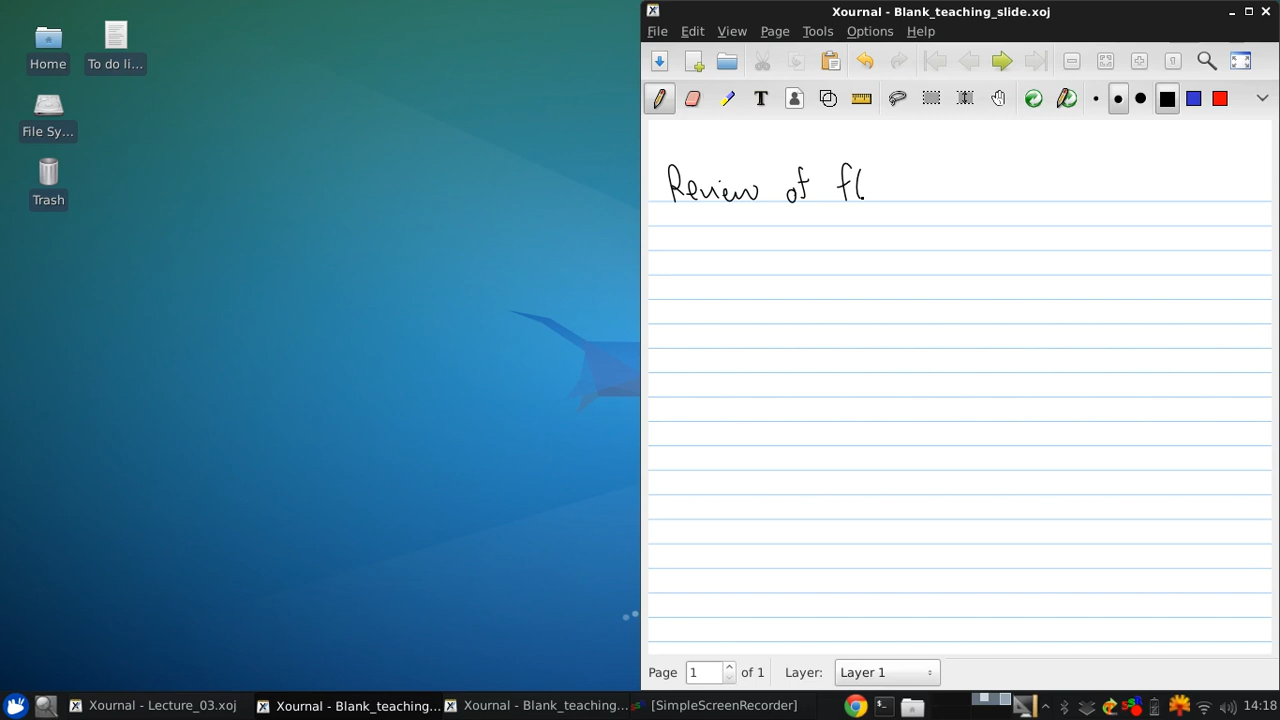 Xournal - Blank_teaching_slide.xoj
File Edit View Page Tools Options Help
Home
To do li...
File Sy...
Trash
Review of fl
Page 1 of 1 Layer: Layer 1
Xournal - Lecture_03.xoj
Xournal - Blank_teaching...
Xournal - Blank_teaching...
[SimpleScreenRecorder]
14:18